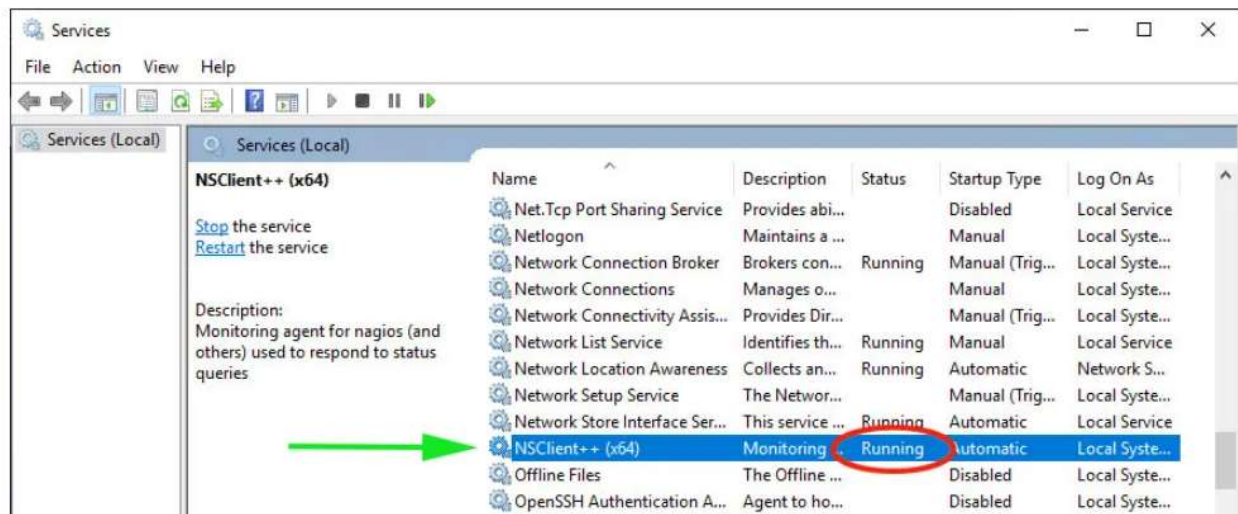 Services
File Action View Help
Services (Local)
Services (Local)
NSClient++ (x64)
Stop the service
Restart the service
Description:
Monitoring agent for nagios (and
others) used to respond to status
queries
Name Description Status Startup Type Log On As
Net.Tcp Port Sharing Service Provides abi... Disabled Local Service
Netlogon Maintains a ... Manual Local Syste...
Network Connection Broker Brokers con... Running Manual (Trig... Local Syste...
Network Connections Manages o... Manual Local Syste...
Network Connectivity Assis... Provides Dir... Manual (Trig... Local Syste...
Network List Service Identifies th... Running Manual Local Service
Network Location Awareness Collects an... Running Automatic Network S...
Network Setup Service The Networ... Manual (Trig... Local Syste...
Network Store Interface Ser... This service ... Running Automatic Local Service
NSClient++ (x64) Monitoring ... Running Automatic Local Syste...
Offline Files The Offline ... Disabled Local Syste...
OpenSSH Authentication A... Agent to ho... Disabled Local Syste...